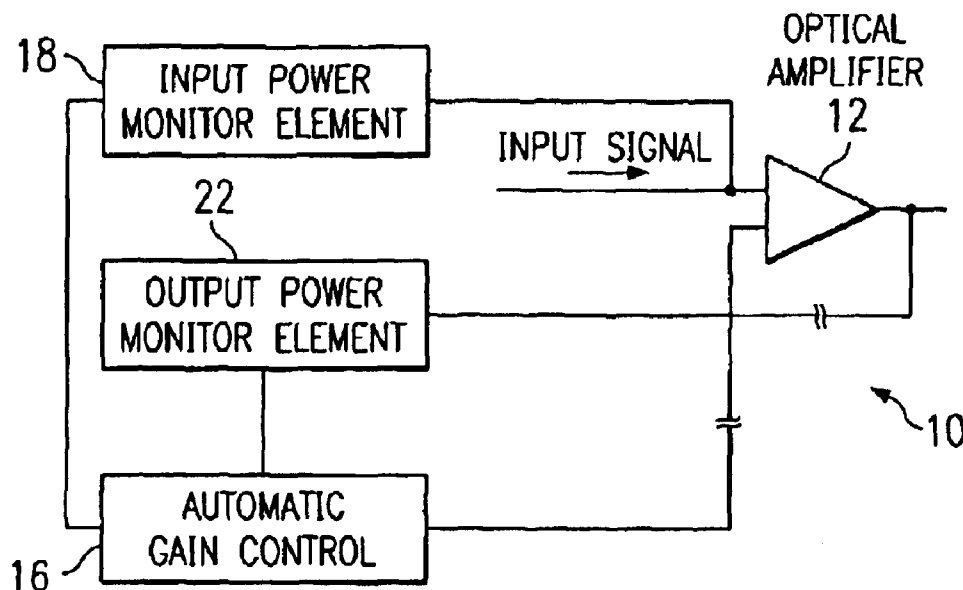 OPTICAL
AMPLIFIER
12
18
INPUT POWER
MONITOR ELEMENT
INPUT SIGNAL
22
OUTPUT POWER
MONITOR ELEMENT
10
AUTOMATIC
GAIN CONTROL
16